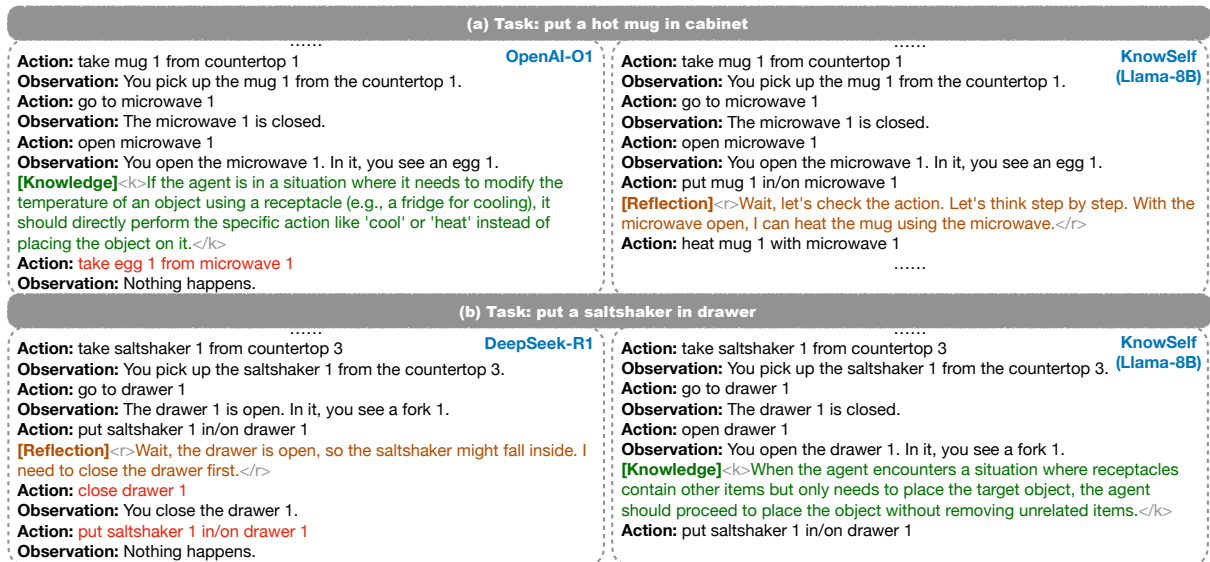 (a) Task: put a hot mug in cabinet
......
OpenAI-O1
Action: take mug 1 from countertop 1
Observation: You pick up the mug 1 from the countertop 1.
Action: go to microwave 1
Observation: The microwave 1 is closed.
Action: open microwave 1
Observation: You open the microwave 1. In it, you see an egg 1.
[Knowledge]<k>If the agent is in a situation where it needs to modify the
temperature of an object using a receptacle (e.g., a fridge for cooling), it
should directly perform the specific action like 'cool' or 'heat' instead of
placing the object on it.</k>
Action: take egg 1 from microwave 1
Observation: Nothing happens.
......
KnowSelf
(Llama-8B)
Action: take mug 1 from countertop 1
Observation: You pick up the mug 1 from the countertop 1.
Action: go to microwave 1
Observation: The microwave 1 is closed.
Action: open microwave 1
Observation: You open the microwave 1. In it, you see an egg 1.
Action: put mug 1 in/on microwave 1
[Reflection]<r>Wait, let's check the action. Let's think step by step. With the
microwave open, I can heat the mug using the microwave.</r>
Action: heat mug 1 with microwave 1
......
(b) Task: put a saltshaker in drawer
......
DeepSeek-R1
Action: take saltshaker 1 from countertop 3
Observation: You pick up the saltshaker 1 from the countertop 3.
Action: go to drawer 1
Observation: The drawer 1 is open. In it, you see a fork 1.
Action: put saltshaker 1 in/on drawer 1
[Reflection]<r>Wait, the drawer is open, so the saltshaker might fall inside. I
need to close the drawer first.</r>
Action: close drawer 1
Observation: You close the drawer 1.
Action: put saltshaker 1 in/on drawer 1
Observation: Nothing happens.
......
KnowSelf
(Llama-8B)
Action: take saltshaker 1 from countertop 3
Observation: You pick up the saltshaker 1 from the countertop 3.
Action: go to drawer 1
Observation: The drawer 1 is closed.
Action: open drawer 1
Observation: You open the drawer 1. In it, you see a fork 1.
[Knowledge]<k>When the agent encounters a situation where receptacles
contain other items but only needs to place the target object, the agent
should proceed to place the object without removing unrelated items.</k>
Action: put saltshaker 1 in/on drawer 1